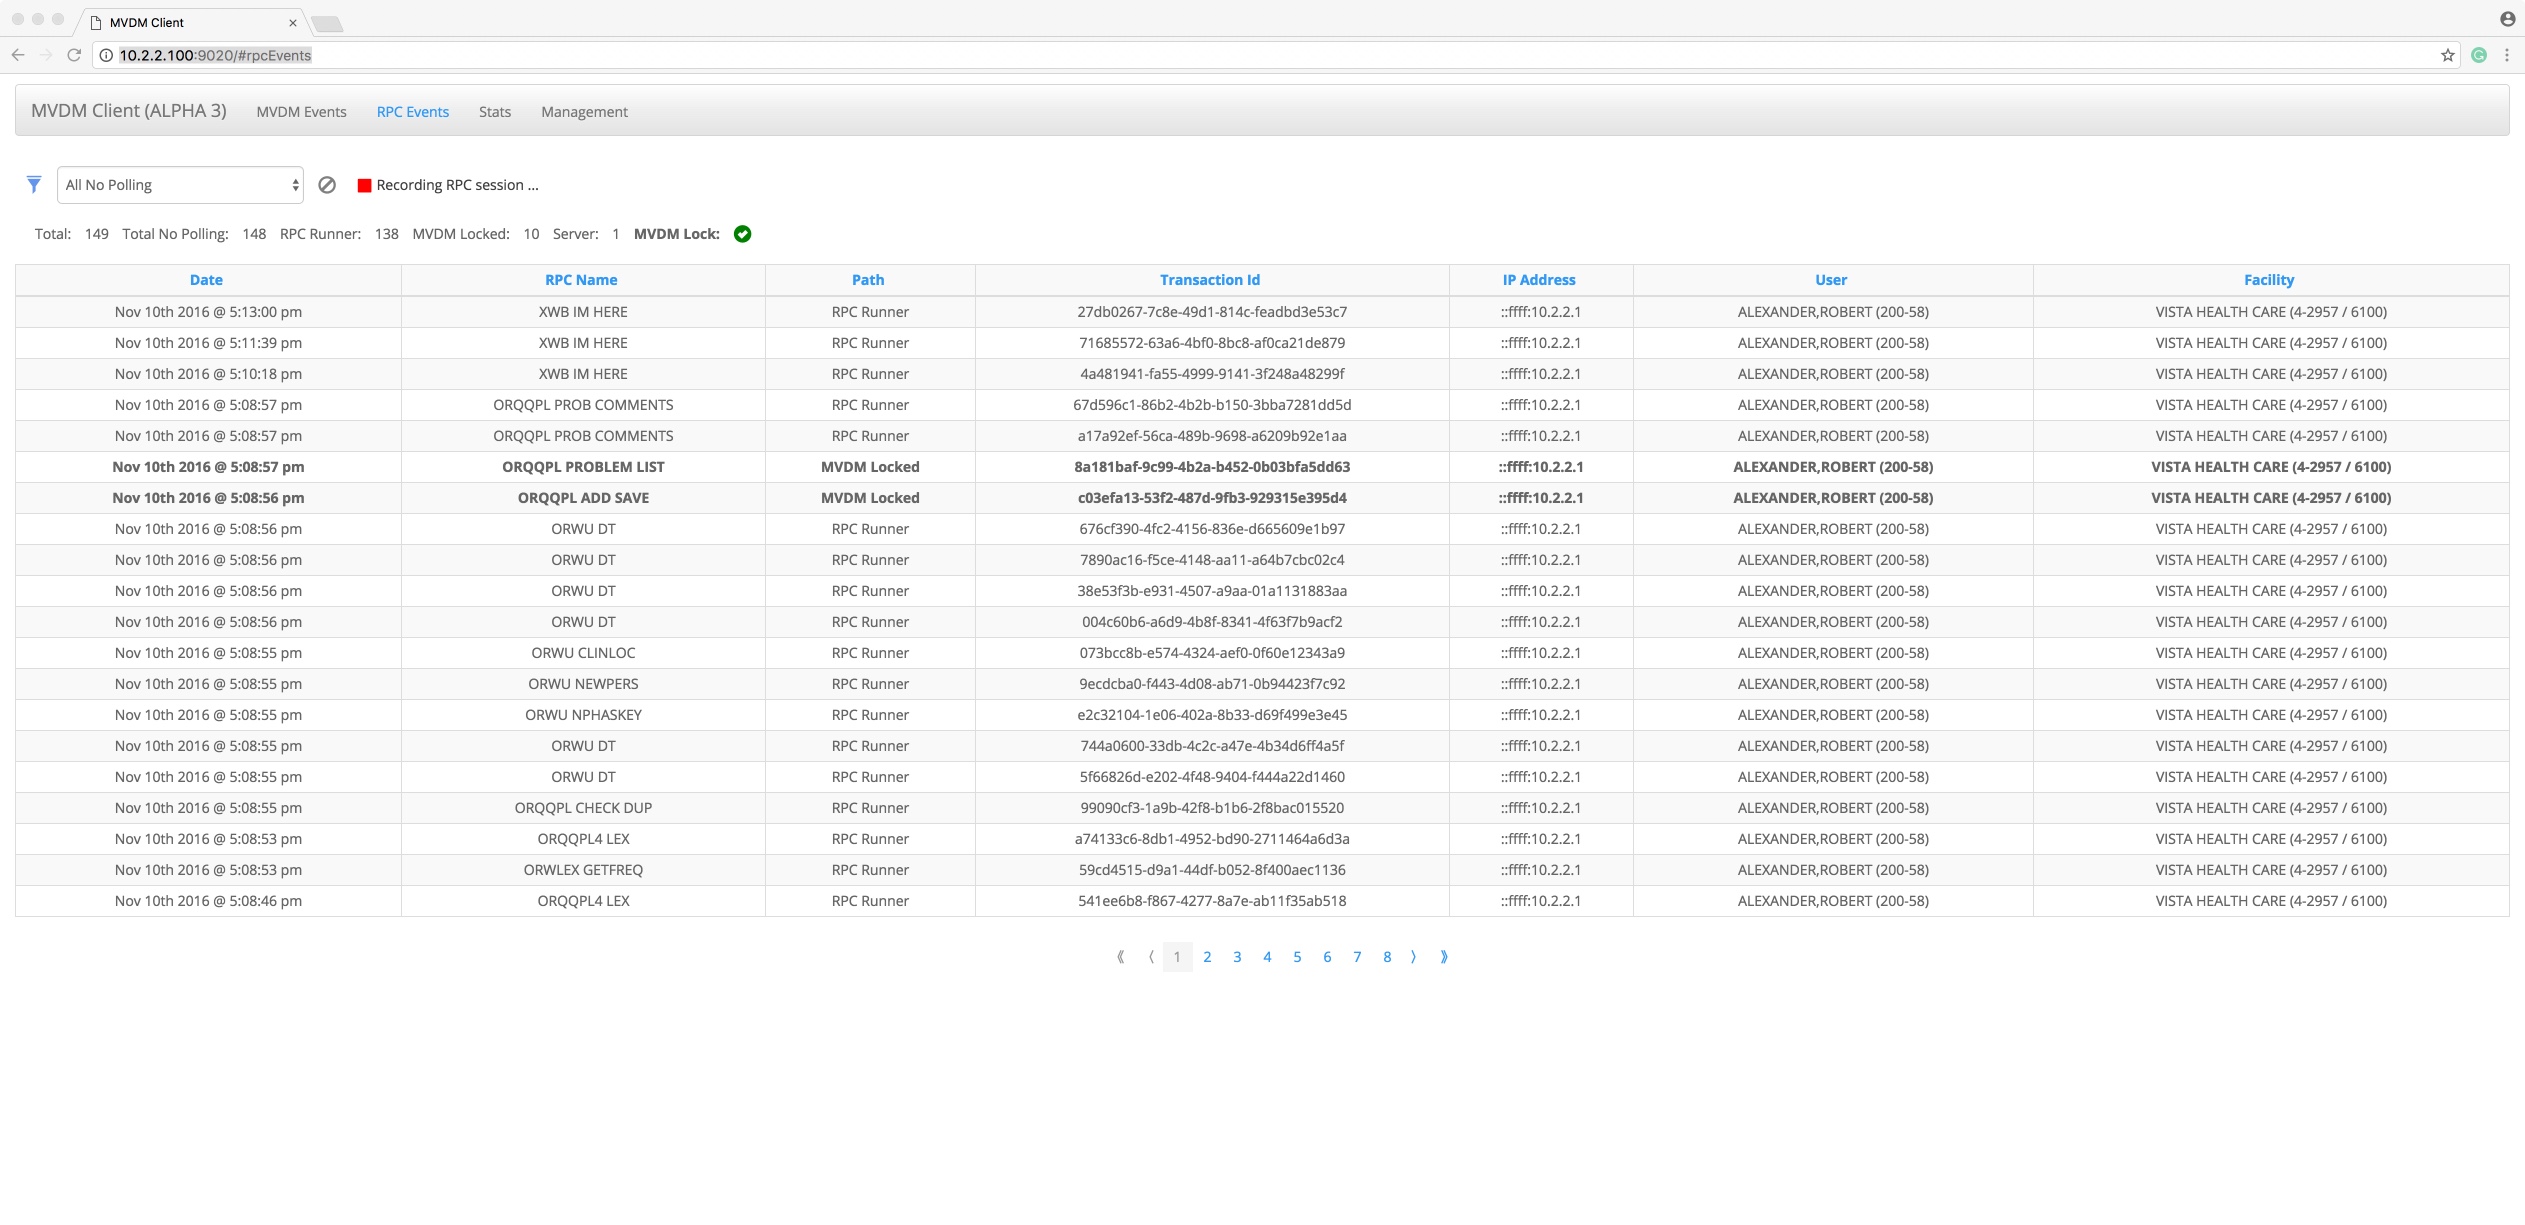 MVDM Client
10.2.2.100:9020/#rpcEvents
MVDM Client (ALPHA 3) MVDM Events RPC Events Stats Management
All No Polling Recording RPC session ...
Total: 149 Total No Polling: 148 RPC Runner: 138 MVDM Locked: 10 Server: 1 MVDM Lock:
Date RPC Name Path Transaction Id IP Address User Facility
Nov 10th 2016 @ 5:13:00 pm XWB IM HERE RPC Runner 27db0267-7c8e-49d1-814c-feadbd3e53c7 ::ffff:10.2.2.1 ALEXANDER,ROBERT (200-58) VISTA HEALTH CARE (4-2957 / 6100)
Nov 10th 2016 @ 5:11:39 pm XWB IM HERE RPC Runner 71685572-63a6-4bf0-8bc8-af0ca21de879 ::ffff:10.2.2.1 ALEXANDER,ROBERT (200-58) VISTA HEALTH CARE (4-2957 / 6100)
Nov 10th 2016 @ 5:10:18 pm XWB IM HERE RPC Runner 4a481941-fa55-4999-9141-3f248a48299f ::ffff:10.2.2.1 ALEXANDER,ROBERT (200-58) VISTA HEALTH CARE (4-2957 / 6100)
Nov 10th 2016 @ 5:08:57 pm ORQQPL PROB COMMENTS RPC Runner 67d596c1-86b2-4b2b-b150-3bba7281dd5d ::ffff:10.2.2.1 ALEXANDER,ROBERT (200-58) VISTA HEALTH CARE (4-2957 / 6100)
Nov 10th 2016 @ 5:08:57 pm ORQQPL PROB COMMENTS RPC Runner a17a92ef-56ca-489b-9698-a6209b92e1aa ::ffff:10.2.2.1 ALEXANDER,ROBERT (200-58) VISTA HEALTH CARE (4-2957 / 6100)
Nov 10th 2016 @ 5:08:57 pm ORQQPL PROBLEM LIST MVDM Locked 8a181baf-9c99-4b2a-b452-0b03bfa5dd63 ::ffff:10.2.2.1 ALEXANDER,ROBERT (200-58) VISTA HEALTH CARE (4-2957 / 6100)
Nov 10th 2016 @ 5:08:56 pm ORQQPL ADD SAVE MVDM Locked c03efa13-53f2-487d-9fb3-929315e395d4 ::ffff:10.2.2.1 ALEXANDER,ROBERT (200-58) VISTA HEALTH CARE (4-2957 / 6100)
Nov 10th 2016 @ 5:08:56 pm ORWU DT RPC Runner 676cf390-4fc2-4156-836e-d665609e1b97 ::ffff:10.2.2.1 ALEXANDER,ROBERT (200-58) VISTA HEALTH CARE (4-2957 / 6100)
Nov 10th 2016 @ 5:08:56 pm ORWU DT RPC Runner 7890ac16-f5ce-4148-aa11-a64b7cbc02c4 ::ffff:10.2.2.1 ALEXANDER,ROBERT (200-58) VISTA HEALTH CARE (4-2957 / 6100)
Nov 10th 2016 @ 5:08:56 pm ORWU DT RPC Runner 38e53f3b-e931-4507-a9aa-01a1131883aa ::ffff:10.2.2.1 ALEXANDER,ROBERT (200-58) VISTA HEALTH CARE (4-2957 / 6100)
Nov 10th 2016 @ 5:08:56 pm ORWU DT RPC Runner 004c60b6-a6d9-4b8f-8341-4f63f7b9acf2 ::ffff:10.2.2.1 ALEXANDER,ROBERT (200-58) VISTA HEALTH CARE (4-2957 / 6100)
Nov 10th 2016 @ 5:08:55 pm ORWU CLINLOC RPC Runner 073bcc8b-e574-4324-aef0-0f60e12343a9 ::ffff:10.2.2.1 ALEXANDER,ROBERT (200-58) VISTA HEALTH CARE (4-2957 / 6100)
Nov 10th 2016 @ 5:08:55 pm ORWU NEWPERS RPC Runner 9ecdcba0-f443-4d08-ab71-0b94423f7c92 ::ffff:10.2.2.1 ALEXANDER,ROBERT (200-58) VISTA HEALTH CARE (4-2957 / 6100)
Nov 10th 2016 @ 5:08:55 pm ORWU NPHASKEY RPC Runner e2c32104-1e06-402a-8b33-d69f499e3e45 ::ffff:10.2.2.1 ALEXANDER,ROBERT (200-58) VISTA HEALTH CARE (4-2957 / 6100)
Nov 10th 2016 @ 5:08:55 pm ORWU DT RPC Runner 744a0600-33db-4c2c-a47e-4b34d6ff4a5f ::ffff:10.2.2.1 ALEXANDER,ROBERT (200-58) VISTA HEALTH CARE (4-2957 / 6100)
Nov 10th 2016 @ 5:08:55 pm ORWU DT RPC Runner 5f66826d-e202-4f48-9404-f444a22d1460 ::ffff:10.2.2.1 ALEXANDER,ROBERT (200-58) VISTA HEALTH CARE (4-2957 / 6100)
Nov 10th 2016 @ 5:08:55 pm ORQQPL CHECK DUP RPC Runner 99090cf3-1a9b-42f8-b1b6-2f8bac015520 ::ffff:10.2.2.1 ALEXANDER,ROBERT (200-58) VISTA HEALTH CARE (4-2957 / 6100)
Nov 10th 2016 @ 5:08:53 pm ORQQPL4 LEX RPC Runner a74133c6-8db1-4952-bd90-2711464a6d3a ::ffff:10.2.2.1 ALEXANDER,ROBERT (200-58) VISTA HEALTH CARE (4-2957 / 6100)
Nov 10th 2016 @ 5:08:53 pm ORWLEX GETFREQ RPC Runner 59cd4515-d9a1-44df-b052-8f400aec1136 ::ffff:10.2.2.1 ALEXANDER,ROBERT (200-58) VISTA HEALTH CARE (4-2957 / 6100)
Nov 10th 2016 @ 5:08:46 pm ORQQPL4 LEX RPC Runner 541ee6b8-f867-4277-8a7e-ab11f35ab518 ::ffff:10.2.2.1 ALEXANDER,ROBERT (200-58) VISTA HEALTH CARE (4-2957 / 6100)
⟪ ⟨ 1 2 3 4 5 6 7 8 ⟩ ⟫